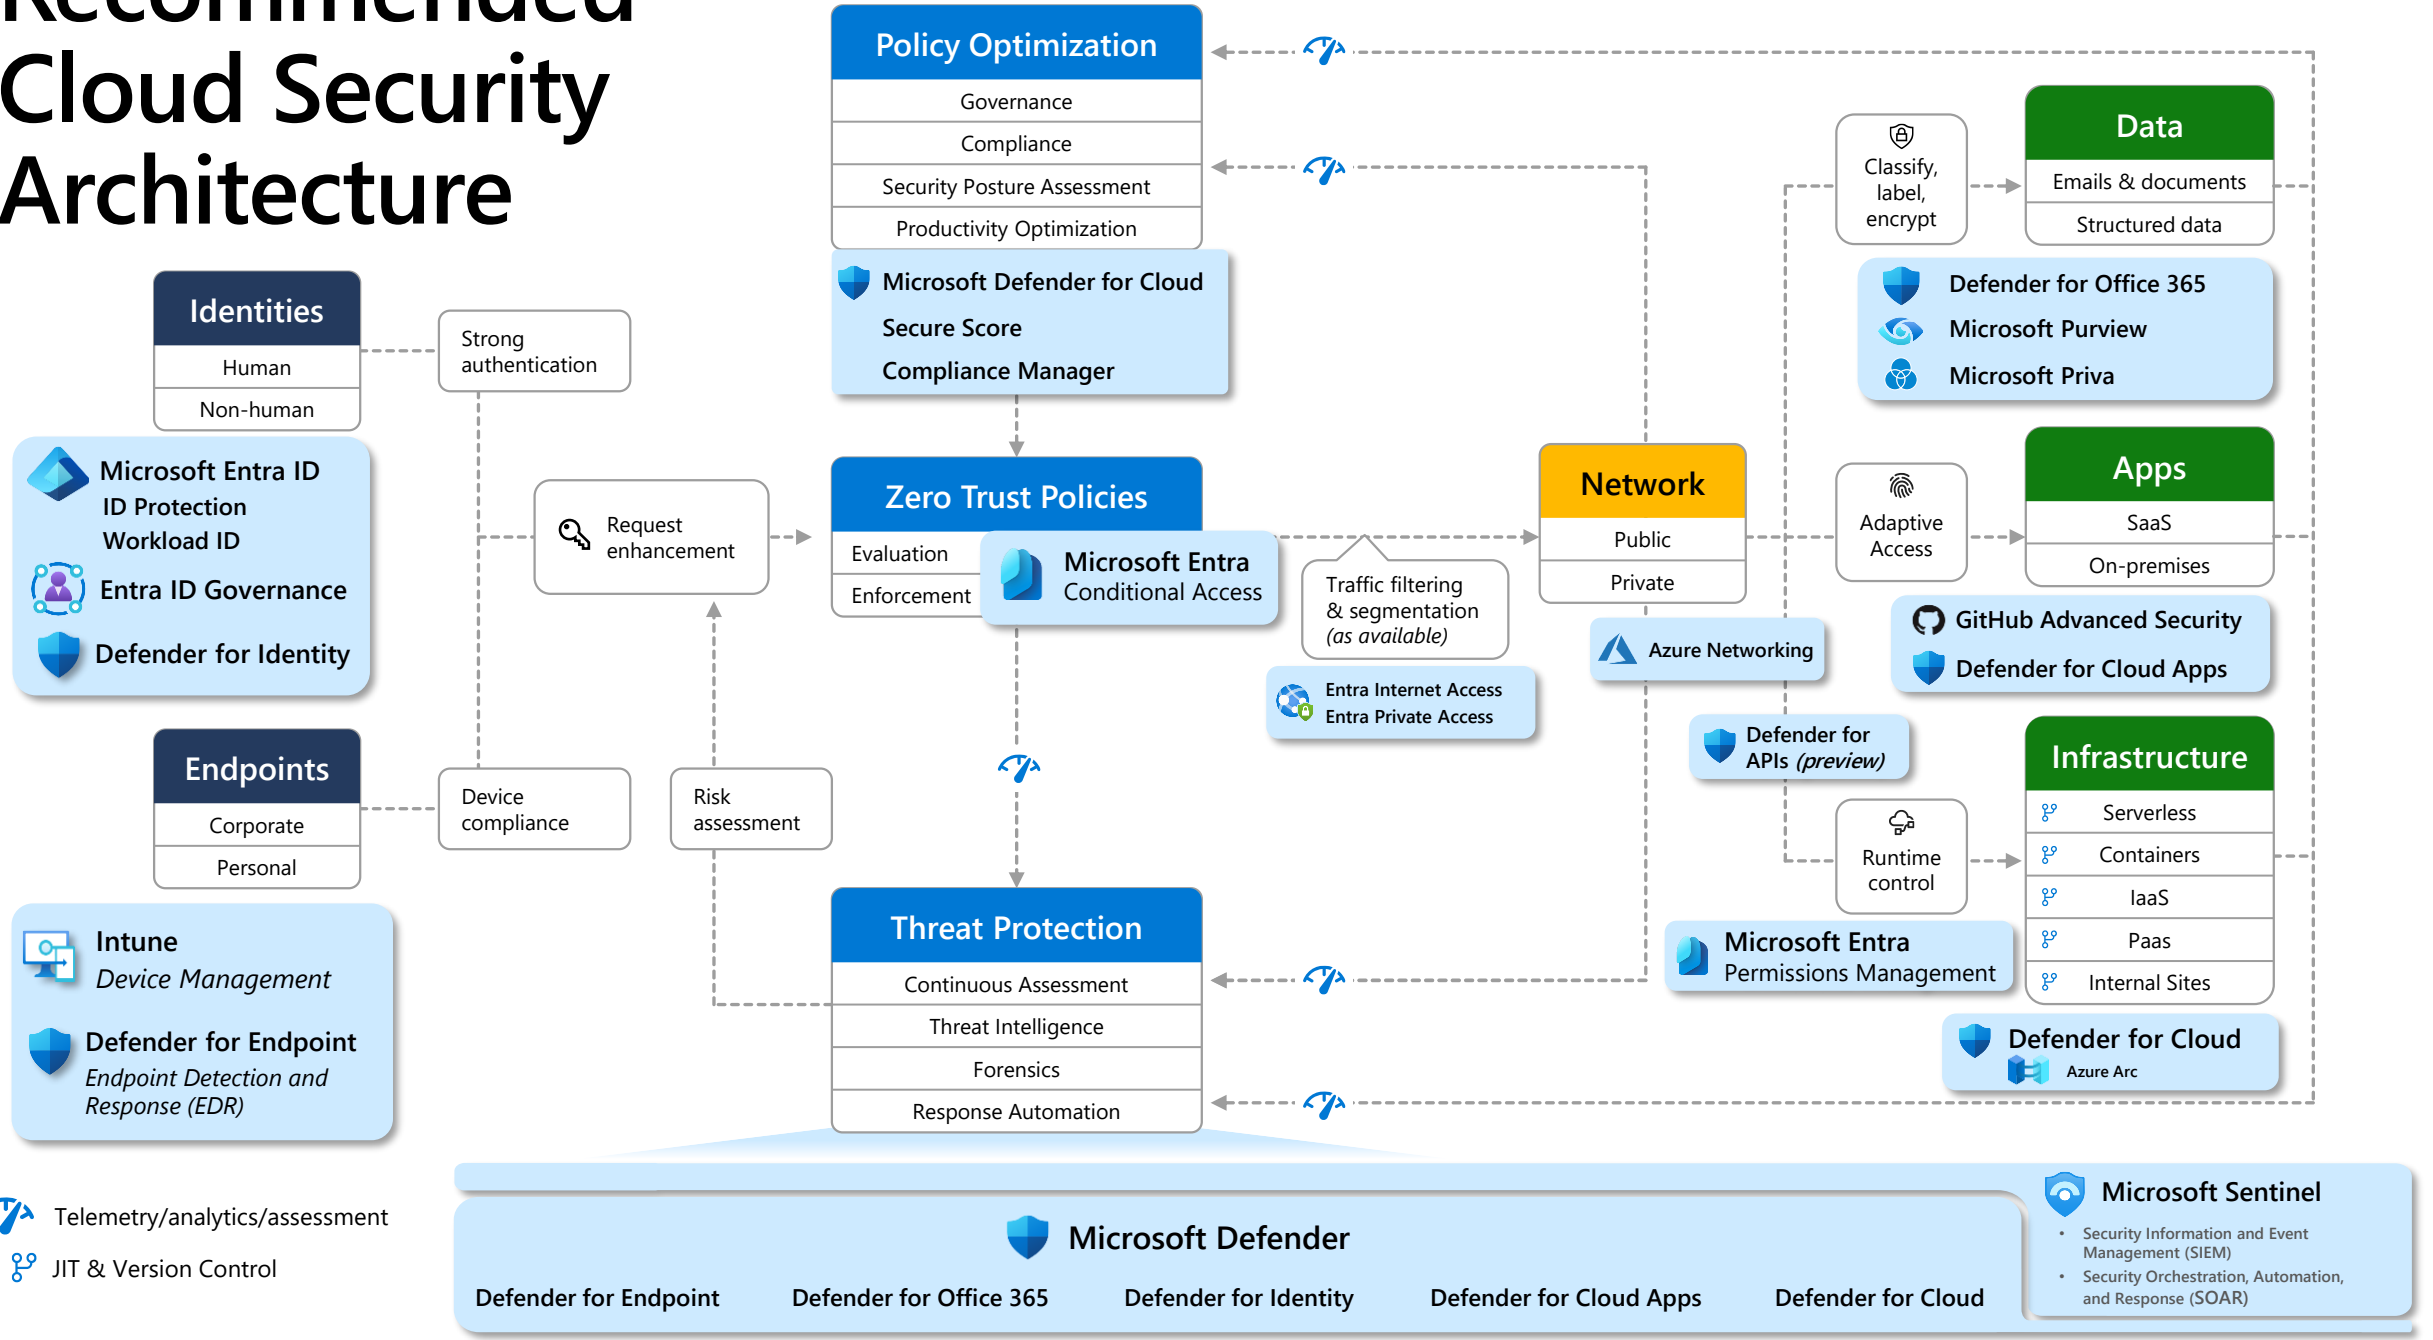 Recommended
Cloud Security
Architecture
Policy Optimization
Governance
Compliance
Security Posture Assessment
Productivity Optimization
Microsoft Defender for Cloud
Secure Score
Compliance Manager
Identities
Human
Non-human
Strong
authentication
Microsoft Entra ID
ID Protection
Workload ID
Entra ID Governance
Defender for Identity
Endpoints
Corporate
Personal
Device
compliance
Intune
Device Management
Defender for Endpoint
Endpoint Detection and
Response (EDR)
Request
enhancement
Risk
assessment
Zero Trust Policies
Evaluation
Enforcement
Microsoft Entra
Conditional Access
Traffic filtering
& segmentation
(as available)
Entra Internet Access
Entra Private Access
Network
Public
Private
Azure Networking
Defender for
APIs (preview)
Classify,
label,
encrypt
Data
Emails & documents
Structured data
Defender for Office 365
Microsoft Purview
Microsoft Priva
Adaptive
Access
Apps
SaaS
On-premises
GitHub Advanced Security
Defender for Cloud Apps
Runtime
control
Infrastructure
Serverless
Containers
IaaS
Paas
Internal Sites
Microsoft Entra
Permissions Management
Defender for Cloud
Azure Arc
Threat Protection
Continuous Assessment
Threat Intelligence
Forensics
Response Automation
Telemetry/analytics/assessment
JIT & Version Control
Microsoft Defender
Defender for Endpoint
Defender for Office 365
Defender for Identity
Defender for Cloud Apps
Defender for Cloud
Microsoft Sentinel
• Security Information and Event
Management (SIEM)
• Security Orchestration, Automation,
and Response (SOAR)